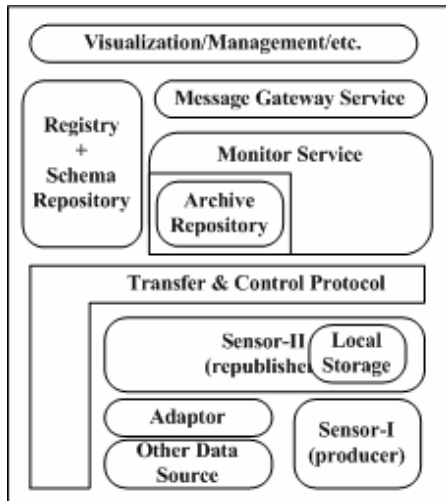 Visualization/Management/etc.
Registry
+
Schema
Repository
Message Gateway Service
Monitor Service
Archive
Repository
Transfer & Control Protocol
Sensor-II
(republisher
Local
Storage
Adaptor
Other Data
Source
Sensor-I
(producer)